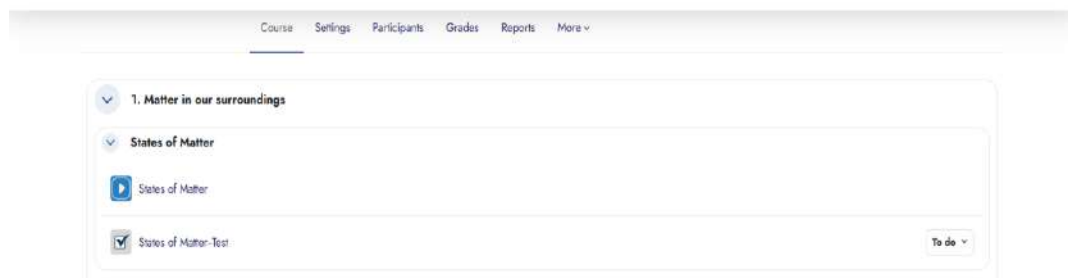 Course Settings Participants Grades Reports More
1. Matter in our surroundings
States of Matter
States of Matter
States of Matter-Test
To do